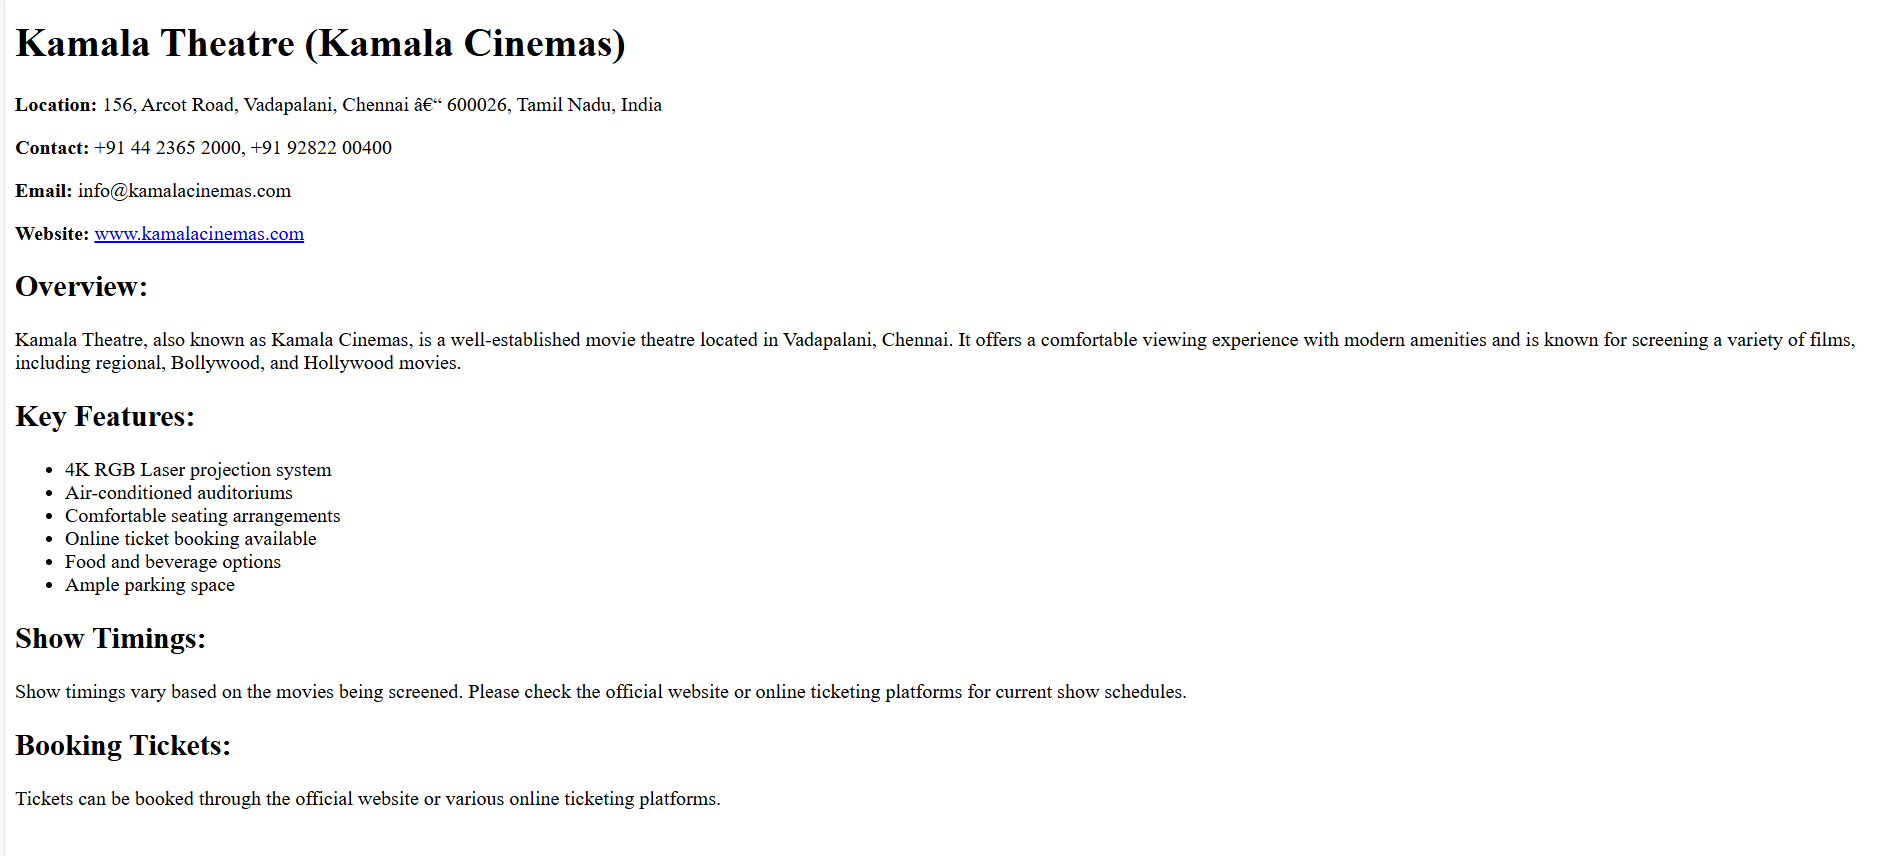 Kamala Theatre (Kamala Cinemas)
Location: 156, Arcot Road, Vadapalani, Chennai â€“ 600026, Tamil Nadu, India
Contact: +91 44 2365 2000, +91 92822 00400
Email: info@kamalacinemas.com
Website: www.kamalacinemas.com
Overview:
Kamala Theatre, also known as Kamala Cinemas, is a well-established movie theatre located in Vadapalani, Chennai. It offers a comfortable viewing experience with modern amenities and is known for screening a variety of films,
including regional, Bollywood, and Hollywood movies.
Key Features:
• 4K RGB Laser projection system
• Air-conditioned auditoriums
• Comfortable seating arrangements
• Online ticket booking available
• Food and beverage options
• Ample parking space
Show Timings:
Show timings vary based on the movies being screened. Please check the official website or online ticketing platforms for current show schedules.
Booking Tickets:
Tickets can be booked through the official website or various online ticketing platforms.